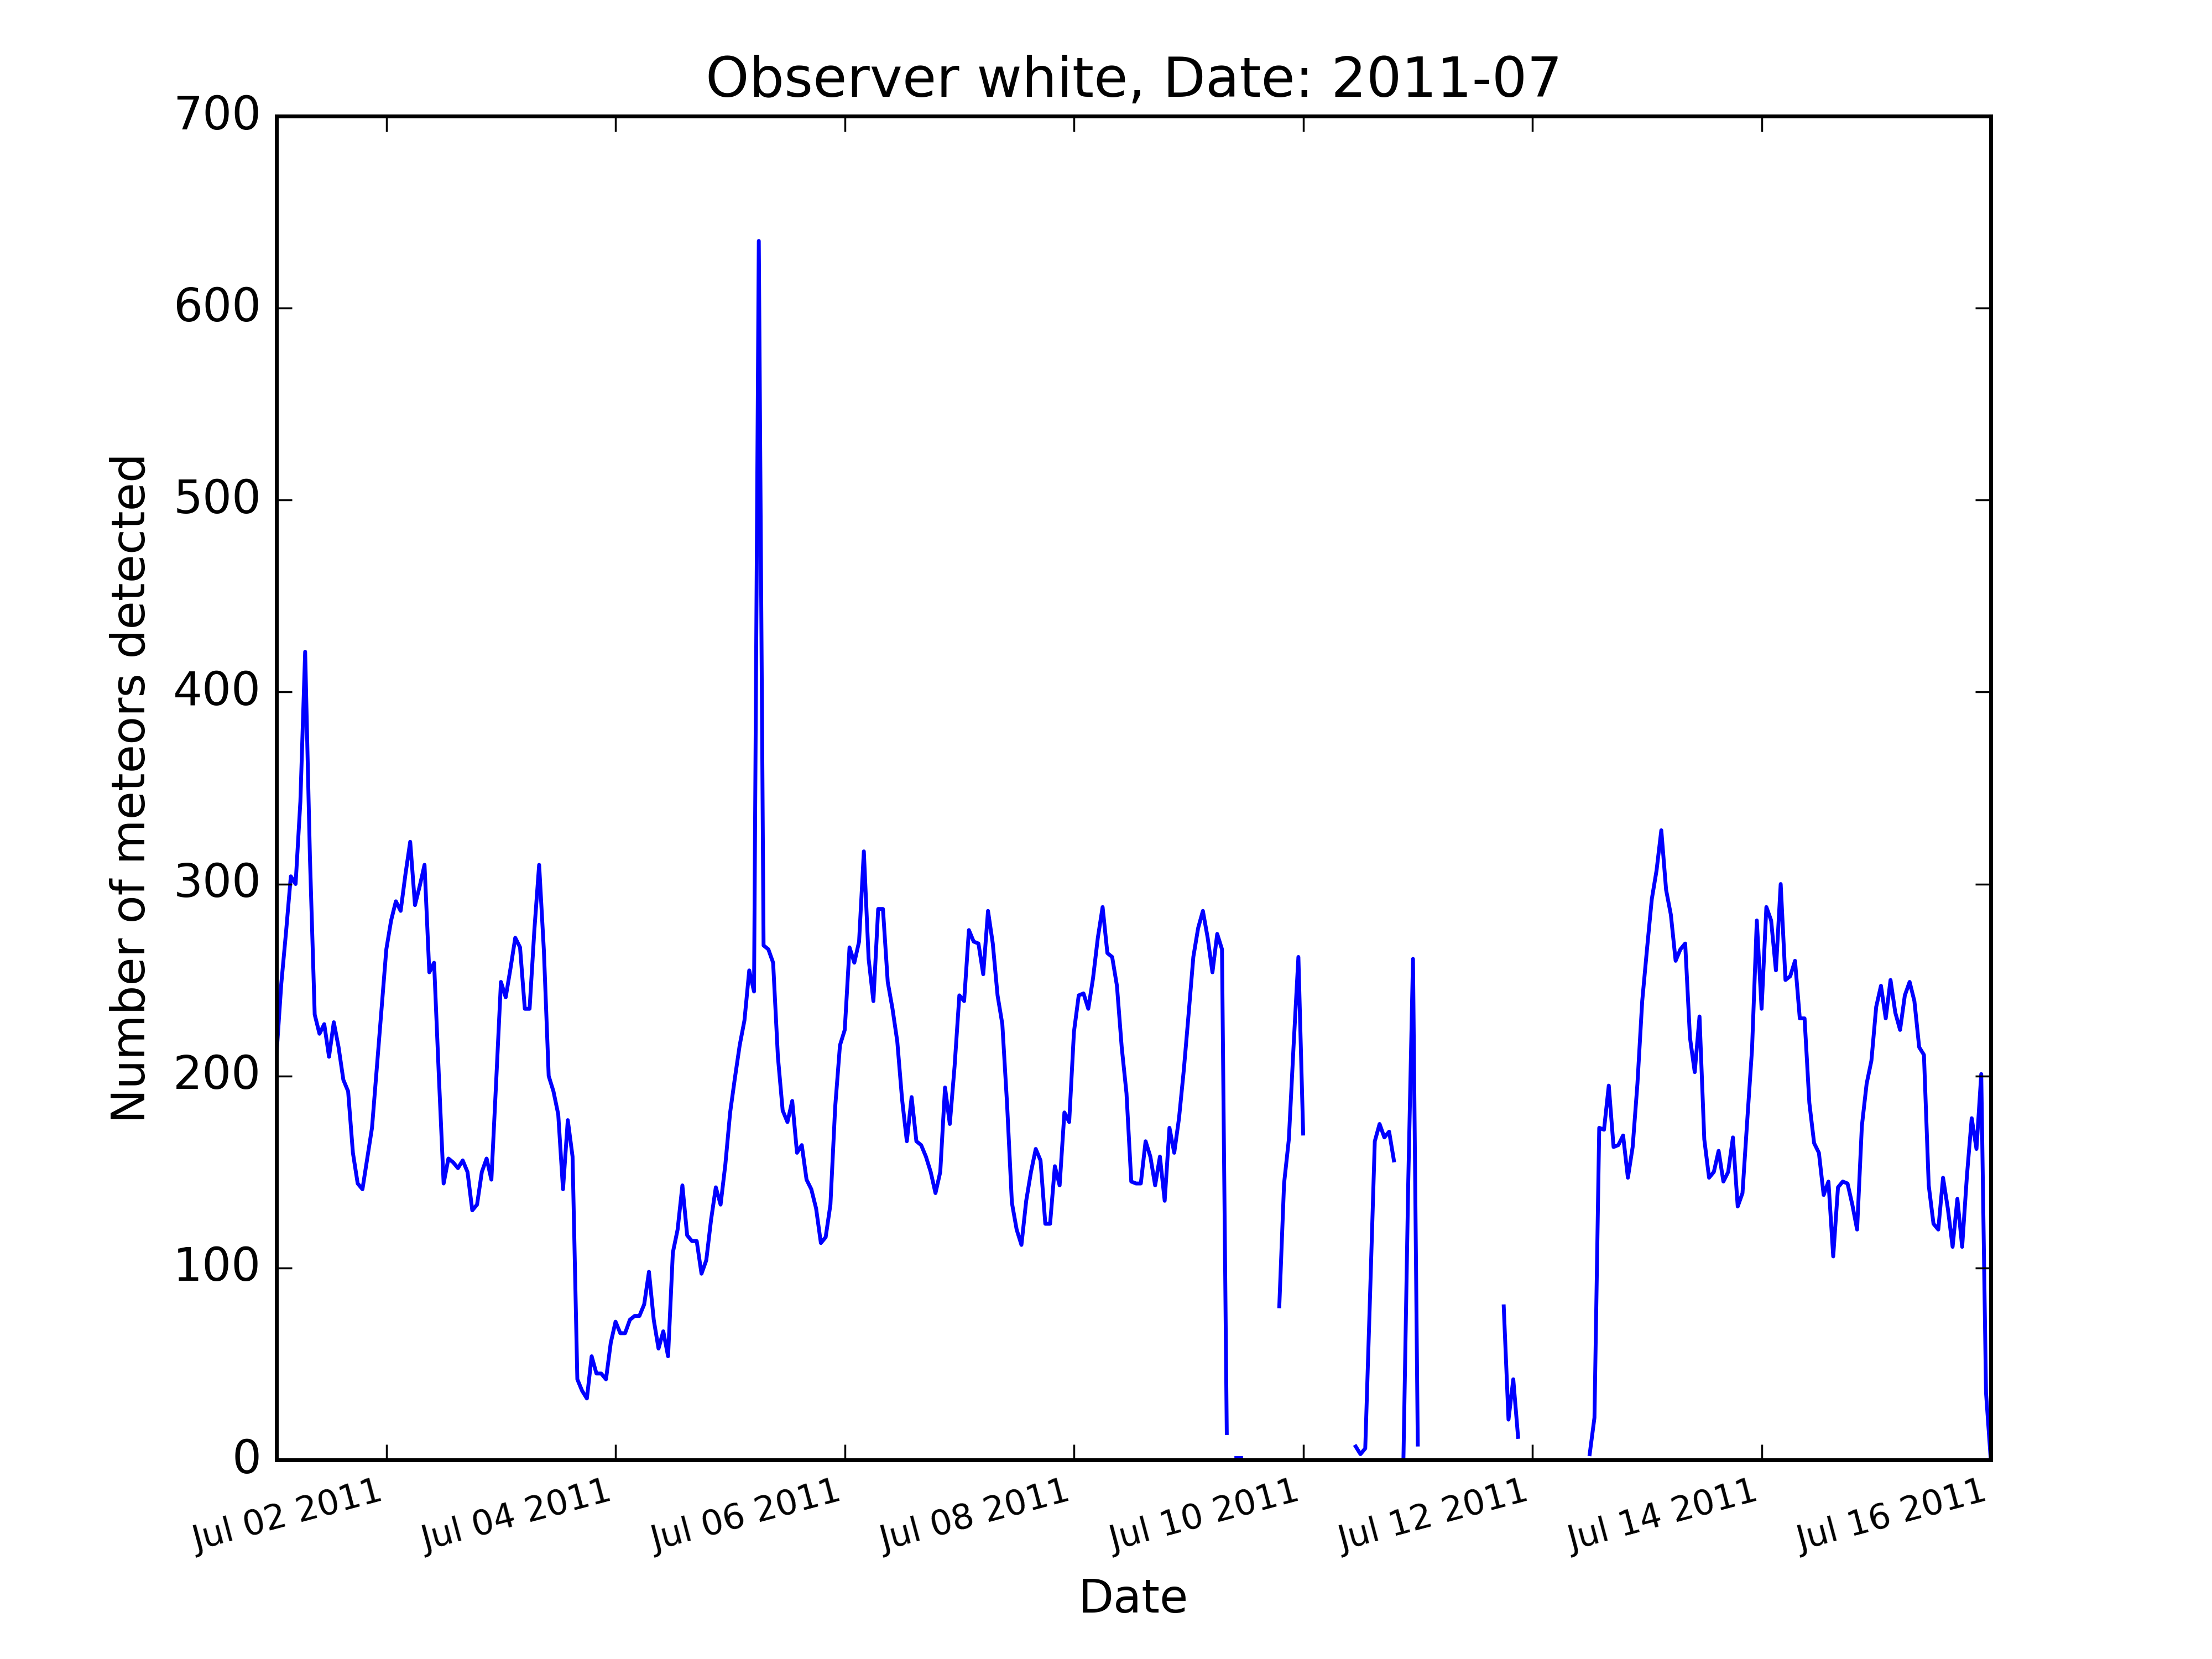 Observer white, Date: 2011-07
700
600
500
400
300
200
100
0
Number of meteors detected
Jul 02 2011
Jul 04 2011
Jul 06 2011
Jul 08 2011
Jul 10 2011
Jul 12 2011
Jul 14 2011
Jul 16 2011
Date